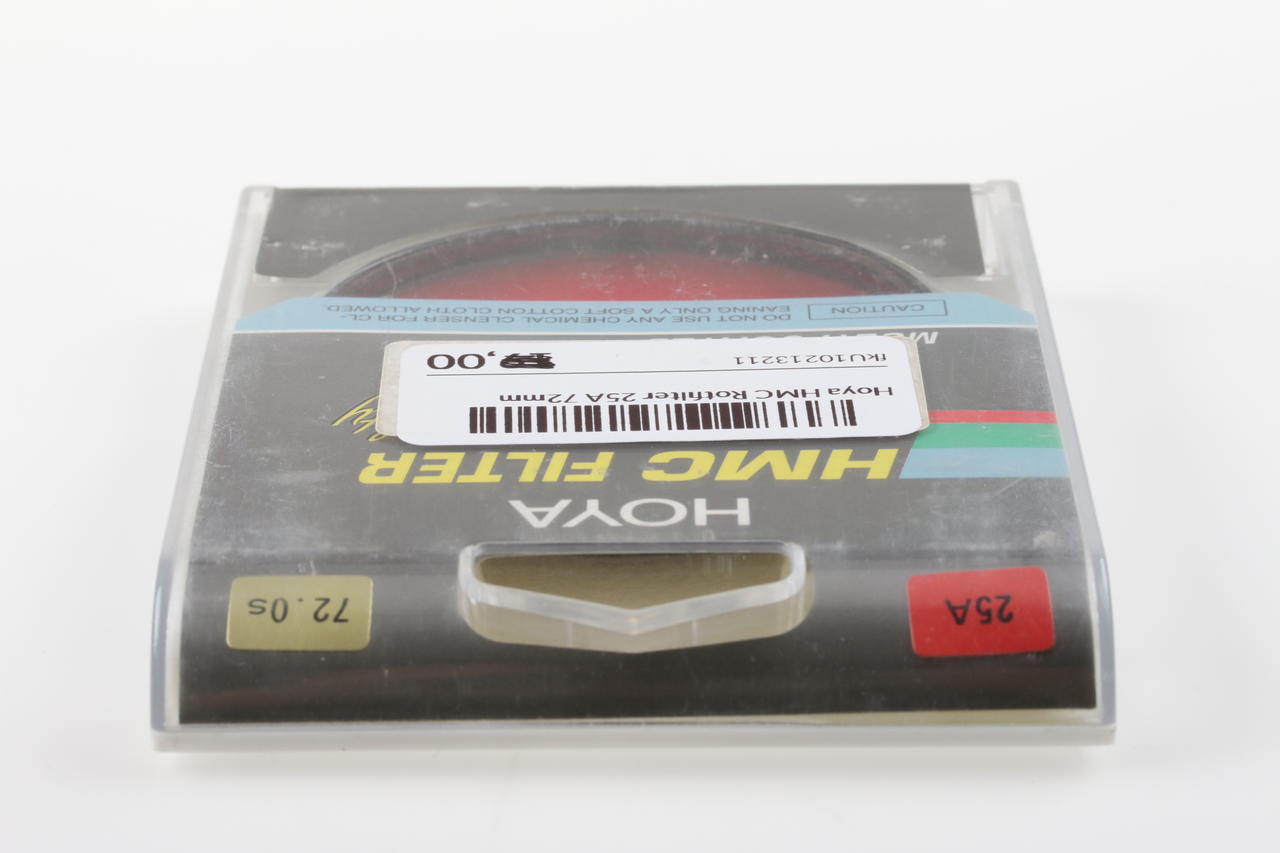 25A
72.0s
HOYA
HMC FILTER
Hoya HMC Rotfilter 25A 72mm
fkU10213211
,00
CAUTION
DO NOT USE ANY CHEMICAL CLENSER FOR CL-
EANING ONLY A SOFT COTTON CLOTH ALLOWED.